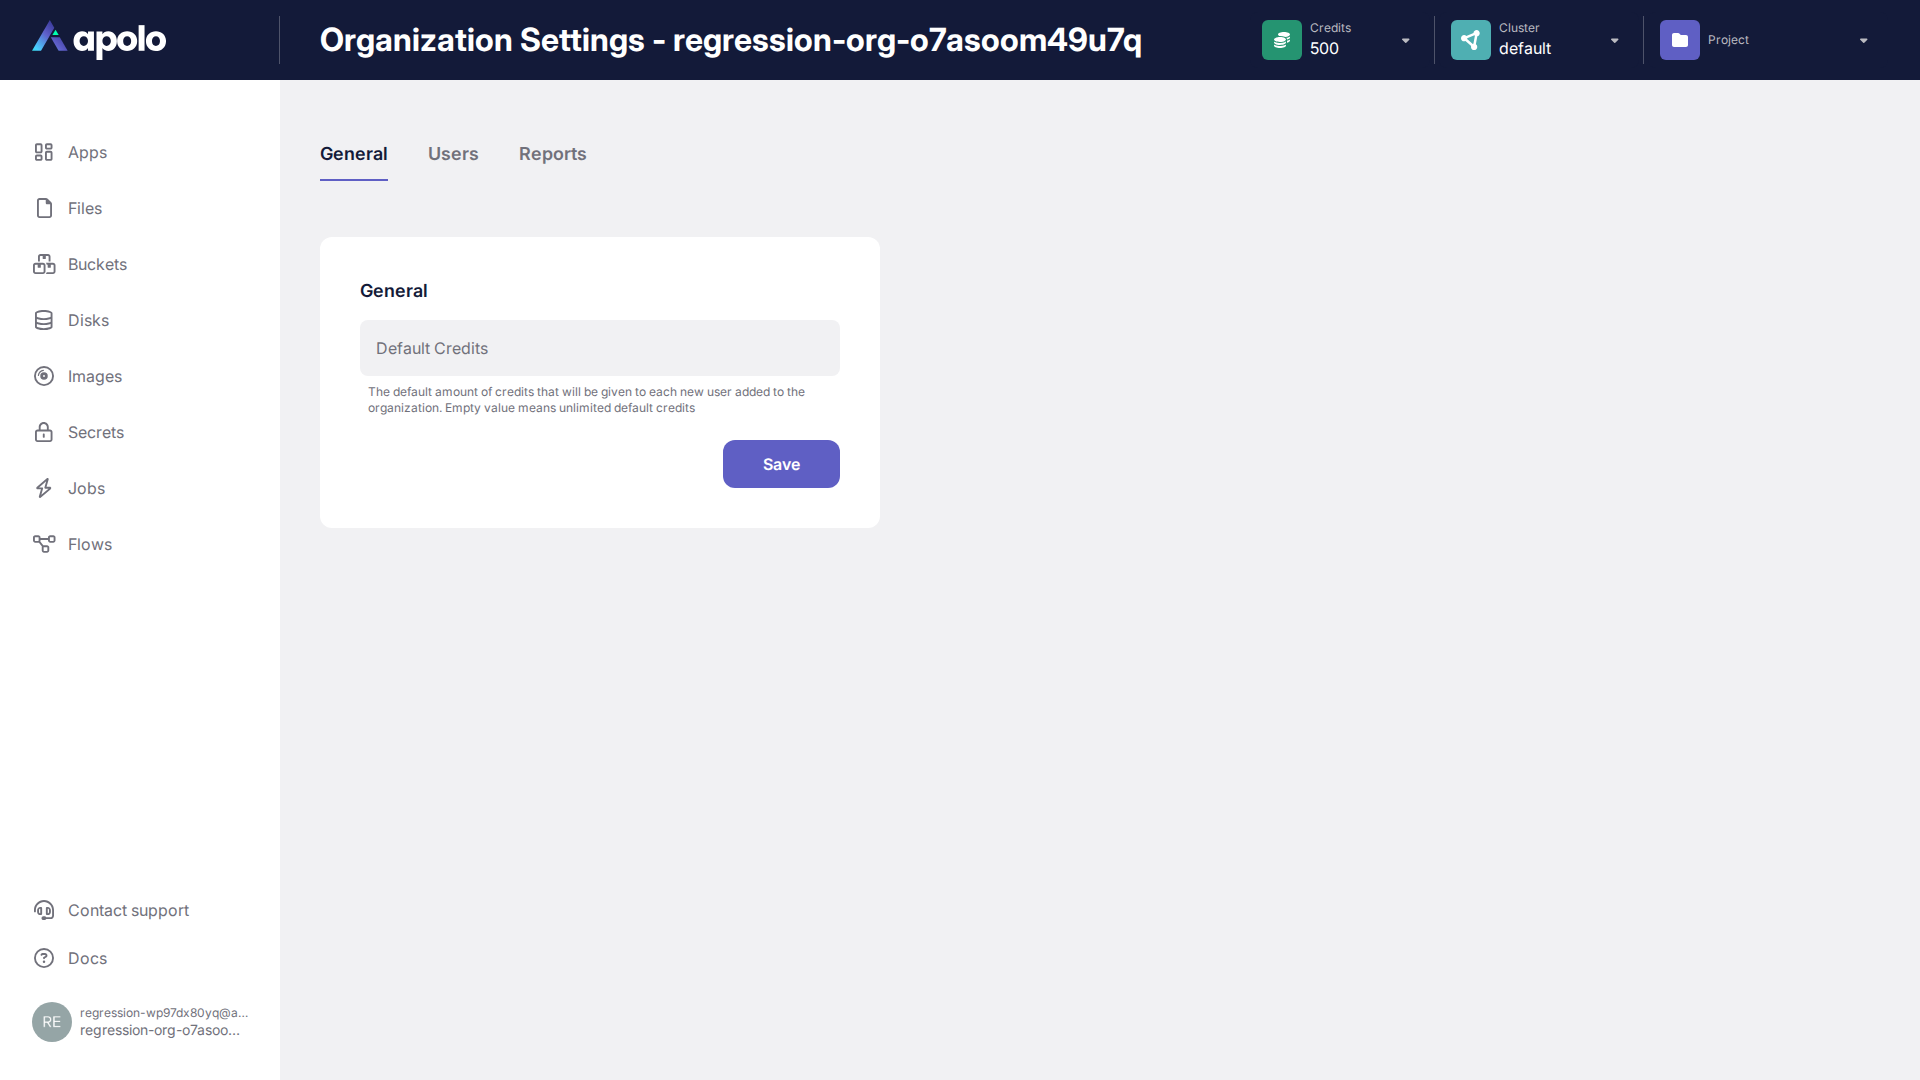 apolo
Organization Settings - regression-org-o7asoom49u7q
Credits
500
Cluster
default
Project
Apps
Files
Buckets
Disks
Images
Secrets
Jobs
Flows
General
Users
Reports
General
Default Credits
The default amount of credits that will be given to each new user added to the
organization. Empty value means unlimited default credits
Save
Contact support
Docs
RE
regression-wp97dx80yq@a...
regression-org-o7asoo...